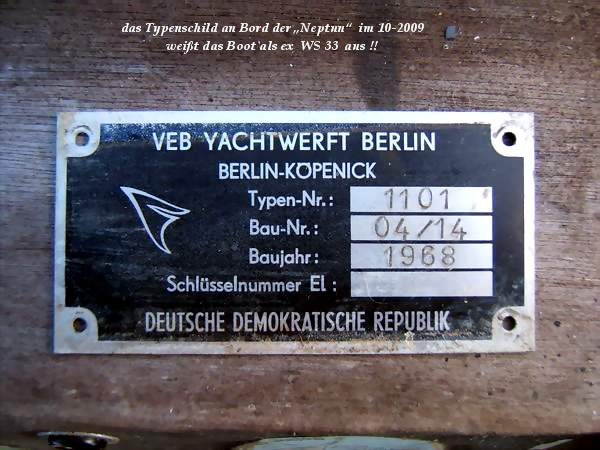 das Typenschild an Bord der „Neptun“ im 10-2009
weißt das Boot als ex WS 33 aus !!
VEB YACHTWERFT BERLIN
BERLIN-KÖPENICK
Typen-Nr.: 1101
Bau-Nr.: 04/14
Baujahr: 1968
Schlüsselnummer El :
DEUTSCHE DEMOKRATISCHE REPUBLIK